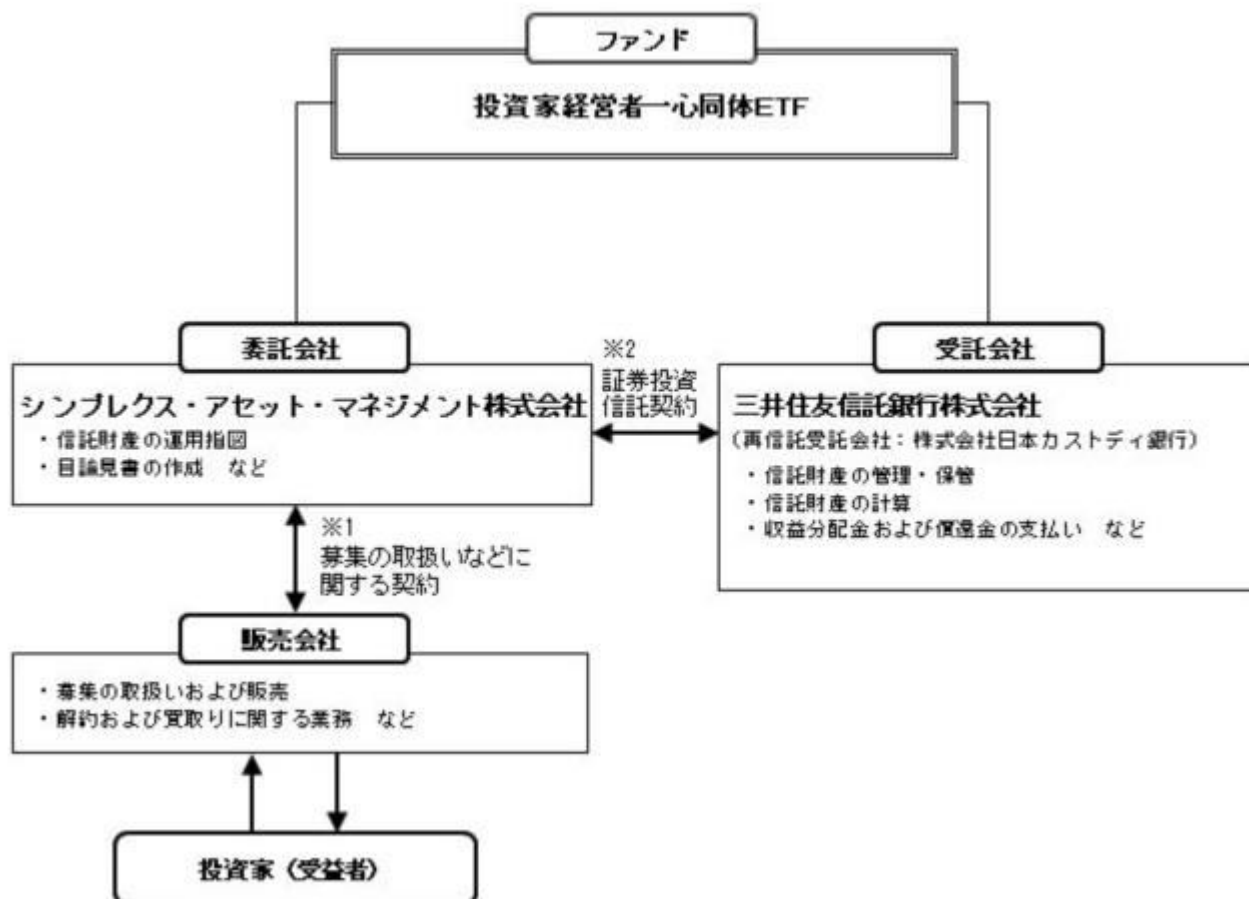 ファンド
投資家経営者一心同体ETF
委託会社
シンプレクス・アセット・マネジメント株式会社
・信託財産の運用指図
・目論見書の作成　など
※2
証券投資
信託契約
受託会社
三井住友信託銀行株式会社
(再信託受託会社：株式会社日本カストディ銀行)
・信託財産の管理・保管
・信託財産の計算
・収益分配金および償還金の支払い　など
※1
募集の取扱いなどに
関する契約
販売会社
・募集の取扱いおよび販売
・解約および買取りに関する業務　など
投資家（受益者）